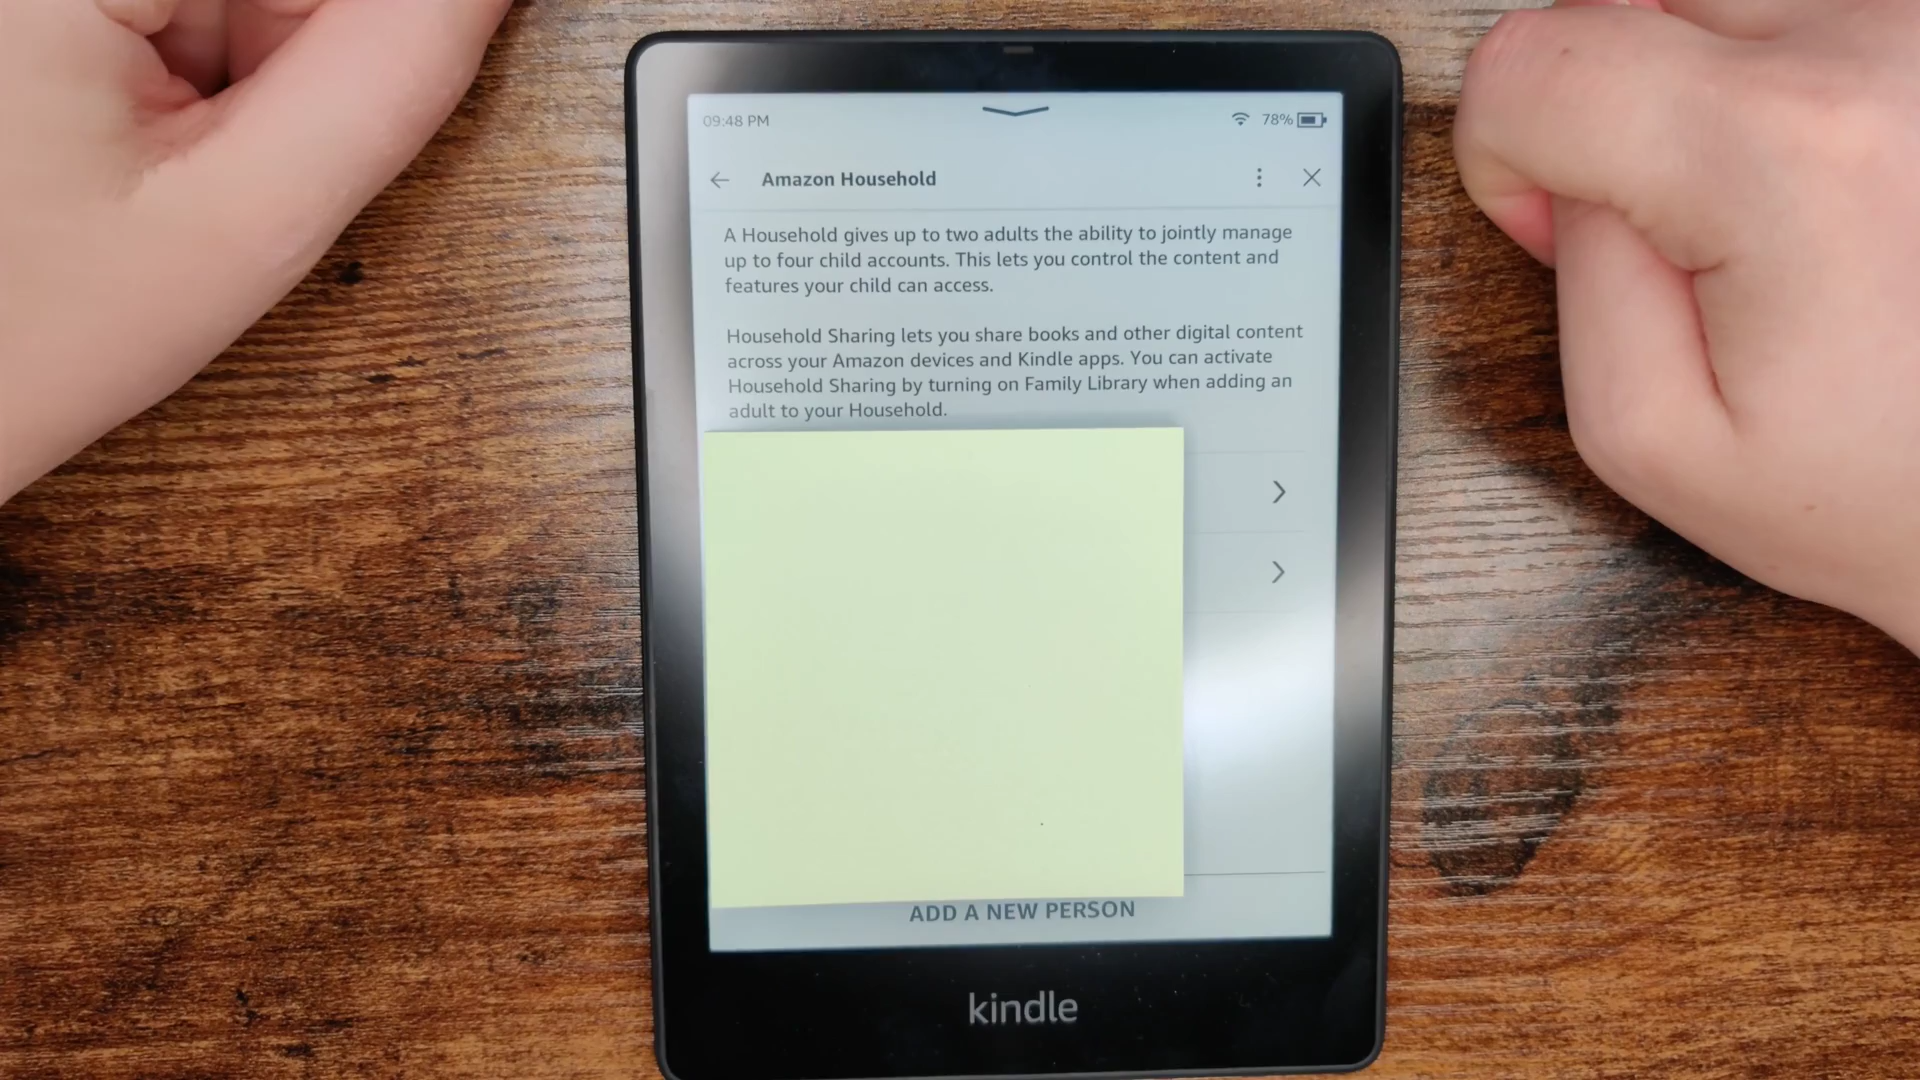 09:48 PM
78%
Amazon Household
A Household gives up to two adults the ability to jointly manage
up to four child accounts. This lets you control the content and
features your child can access.
Household Sharing lets you share books and other digital content
across your Amazon devices and Kindle apps. You can activate
Household Sharing by turning on Family Library when adding an
adult to your Household.
ADD A NEW PERSON
kindle